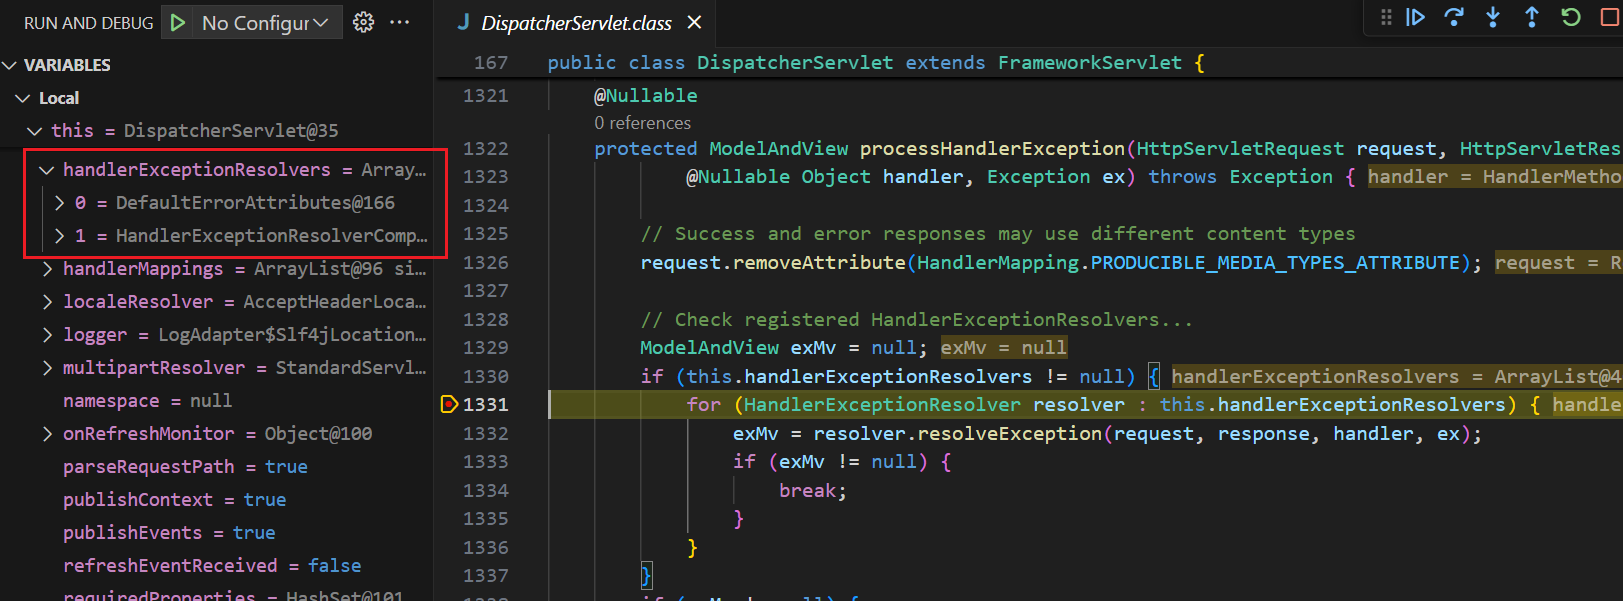 RUN AND DEBUG No Configur
VARIABLES
Local
this = DispatcherServlet@35
handlerExceptionResolvers = Array...
0 = DefaultErrorAttributes@166
1 = HandlerExceptionResolverComp...
handlerMappings = ArrayList@96 si...
localeResolver = AcceptHeaderLoca...
logger = LogAdapter$Slf4jLocation...
multipartResolver = StandardServl...
namespace = null
onRefreshMonitor = Object@100
parseRequestPath = true
publishContext = true
publishEvents = true
refreshEventReceived = false
requiredProperties = HashSet@101
J DispatcherServlet.class
167 public class DispatcherServlet extends FrameworkServlet {
1321 @Nullable
0 references
1322 protected ModelAndView processHandlerException(HttpServletRequest request, HttpServletRes
1323 @Nullable Object handler, Exception ex) throws Exception { handler = HandlerMetho
1324
1325 // Success and error responses may use different content types
1326 request.removeAttribute(HandlerMapping.PRODUCIBLE_MEDIA_TYPES_ATTRIBUTE); request = R
1327
1328 // Check registered HandlerExceptionResolvers...
1329 ModelAndView exMv = null; exMv = null
1330 if (this.handlerExceptionResolvers != null) { handlerExceptionResolvers = ArrayList@4
1331 for (HandlerExceptionResolver resolver : this.handlerExceptionResolvers) { handle
1332 exMv = resolver.resolveException(request, response, handler, ex);
1333 if (exMv != null) {
1334 break;
1335 }
1336 }
1337 }